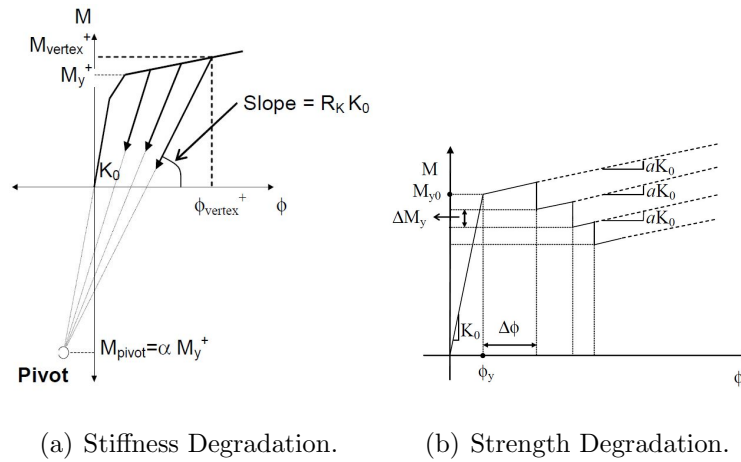 M
M_vertex^+
M_y^+
Slope = R_K K_0
K_0
ϕ_vertex^+
ϕ
M_pivot=α M_y^+
Pivot
(a) Stiffness Degradation.
M
M_y0
ΔM_y
aK_0
aK_0
aK_0
K_0
Δϕ
ϕ_y
ϕ
(b) Strength Degradation.